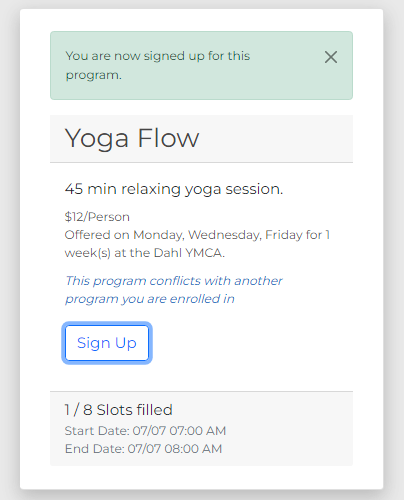 You are now signed up for this
program.
Yoga Flow
45 min relaxing yoga session.
$12/Person
Offered on Monday, Wednesday, Friday for 1
week(s) at the Dahl YMCA.
This program conflicts with another
program you are enrolled in
Sign Up
1 / 8 Slots filled
Start Date: 07/07 07:00 AM
End Date: 07/07 08:00 AM